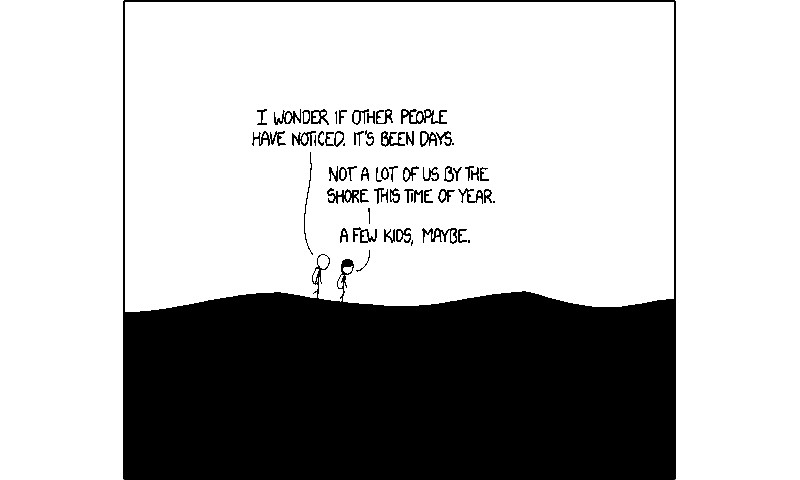 I WONDER IF OTHER PEOPLE
HAVE NOTICED. IT'S BEEN DAYS.
NOT A LOT OF US BY THE
SHORE THIS TIME OF YEAR.
A FEW KIDS, MAYBE.